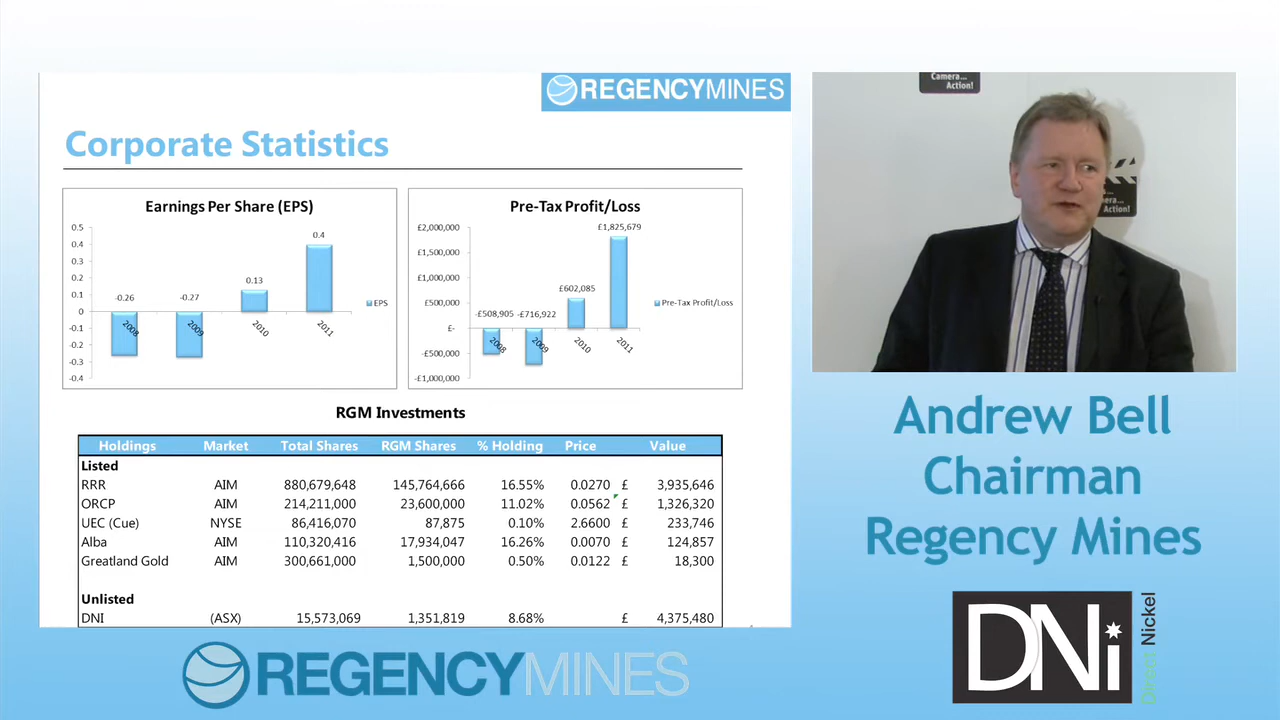 REGENCYMINES
Corporate Statistics
Earnings Per Share (EPS)
0.5
0.4
0.3
0.2
0.1
0
-0.1
-0.2
-0.3
-0.4
-0.26
-0.27
0.13
0.4
2008
2009
2010
2011
EPS
Pre-Tax Profit/Loss
£2,000,000
£1,500,000
£1,000,000
£500,000
£-
-£500,000
-£1,000,000
-£508,905
-£716,922
£602,085
£1,825,679
2008
2009
2010
2011
Pre-Tax Profit/Loss
RGM Investments
Holdings Market Total Shares RGM Shares % Holding Price Value
Listed
RRR AIM 880,679,648 145,764,666 16.55% 0.0270 £ 3,935,646
ORCP AIM 214,211,000 23,600,000 11.02% 0.0562 £ 1,326,320
UEC (Cue) NYSE 86,416,070 87,875 0.10% 2.6600 £ 233,746
Alba AIM 110,320,416 17,934,047 16.26% 0.0070 £ 124,857
Greatland Gold AIM 300,661,000 1,500,000 0.50% 0.0122 £ 18,300
Unlisted
DNI (ASX) 15,573,069 1,351,819 8.68% £ 4,375,480
Camera...
Action!
Action!
Andrew Bell
Chairman
Regency Mines
REGENCYMINES
DNi
Direct Nickel